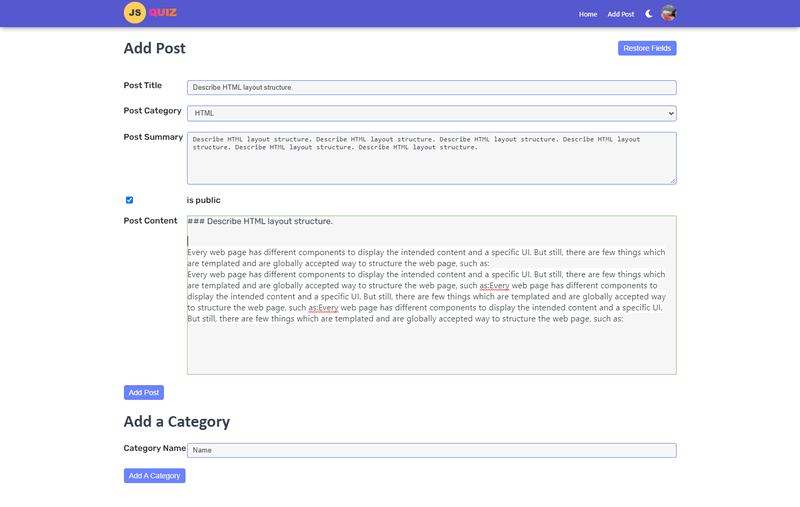 JS QUIZ
Home Add Post
Add Post
Restore Fields
Post Title
Describe HTML layout structure.
Post Category
HTML
Post Summary
Describe HTML layout structure. Describe HTML layout structure. Describe HTML layout structure. Describe HTML layout
structure. Describe HTML layout structure. Describe HTML layout structure.
is public
Post Content
### Describe HTML layout structure.
Every web page has different components to display the intended content and a specific UI. But still, there are few things which
are templated and are globally accepted way to structure the web page, such as:
Every web page has different components to display the intended content and a specific UI. But still, there are few things which
are templated and are globally accepted way to structure the web page, such as:Every web page has different components to
display the intended content and a specific UI. But still, there are few things which are templated and are globally accepted way
to structure the web page, such as:Every web page has different components to display the intended content and a specific UI.
But still, there are few things which are templated and are globally accepted way to structure the web page, such as:
Add Post
Add a Category
Category Name
Name
Add A Category